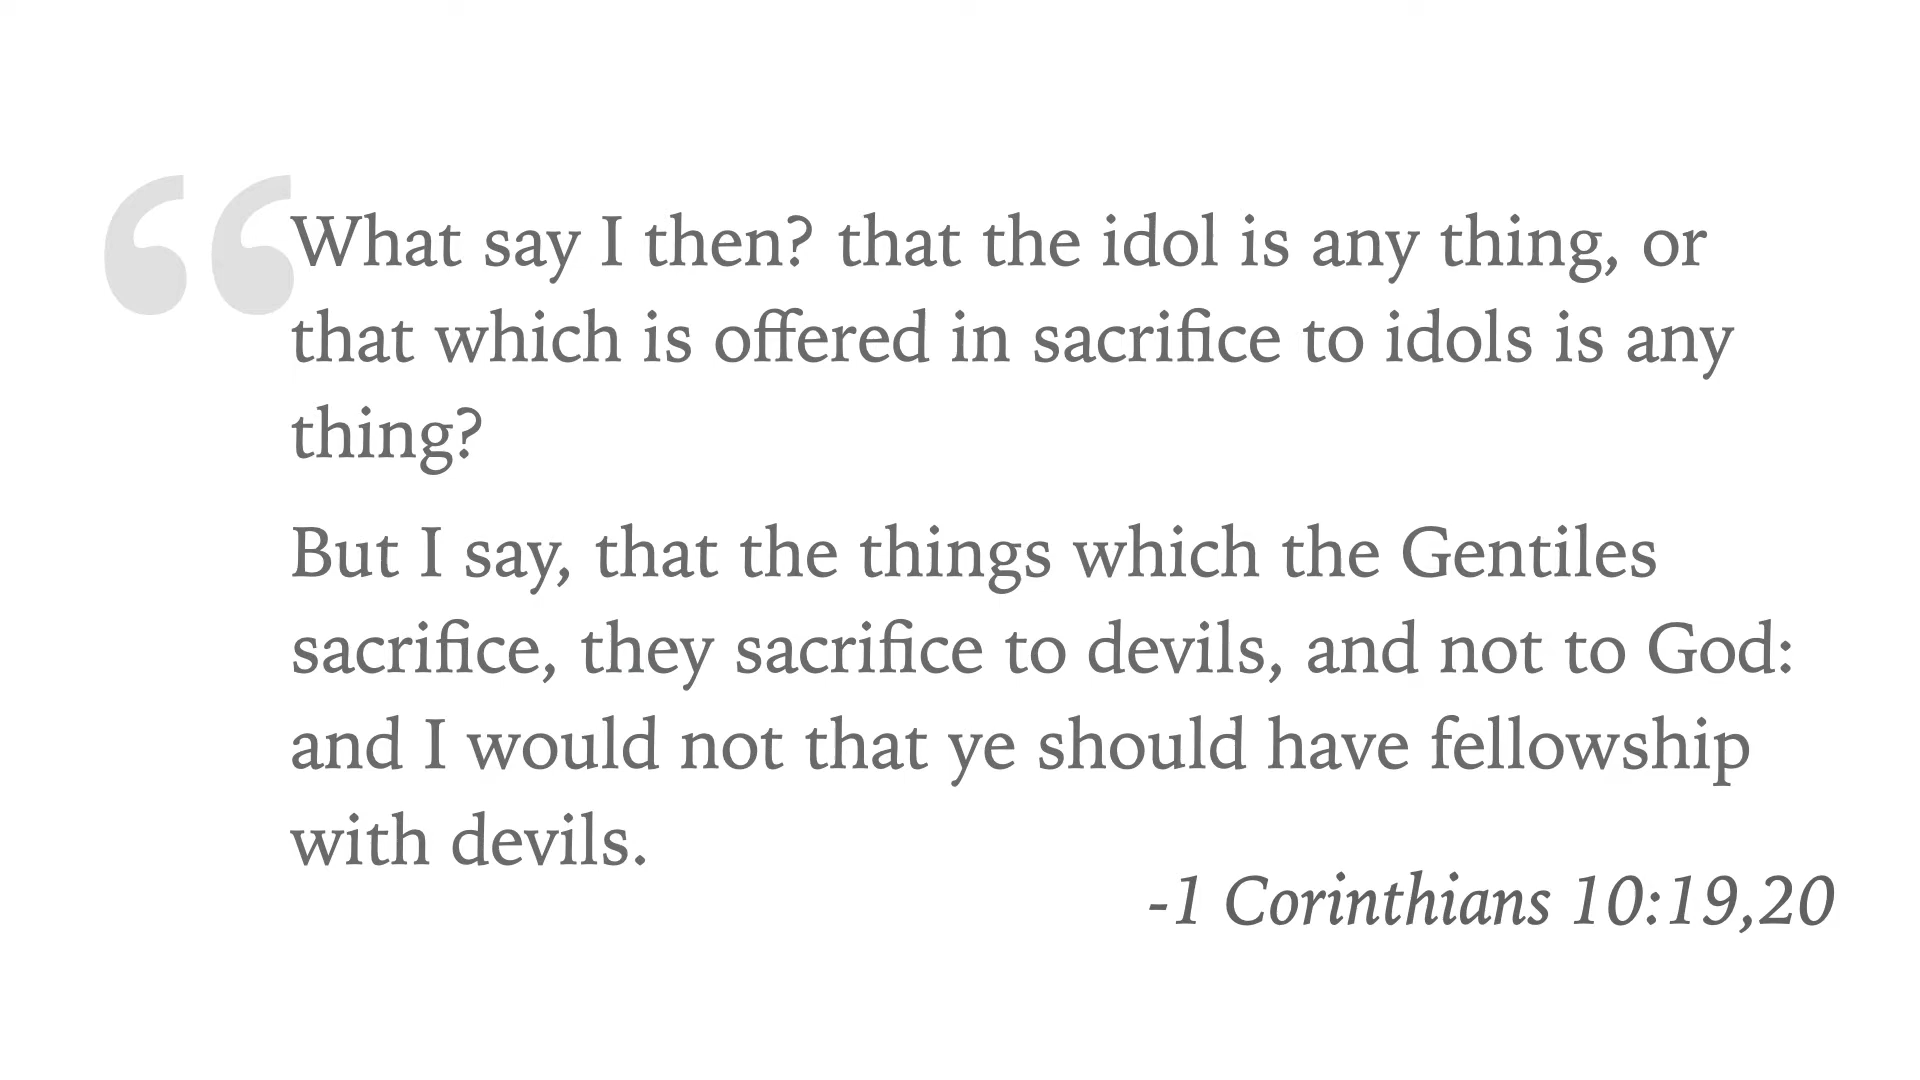 “What say I then? that the idol is any thing, or
that which is offered in sacrifice to idols is any
thing?
But I say, that the things which the Gentiles
sacrifice, they sacrifice to devils, and not to God:
and I would not that ye should have fellowship
with devils.
-1 Corinthians 10:19,20